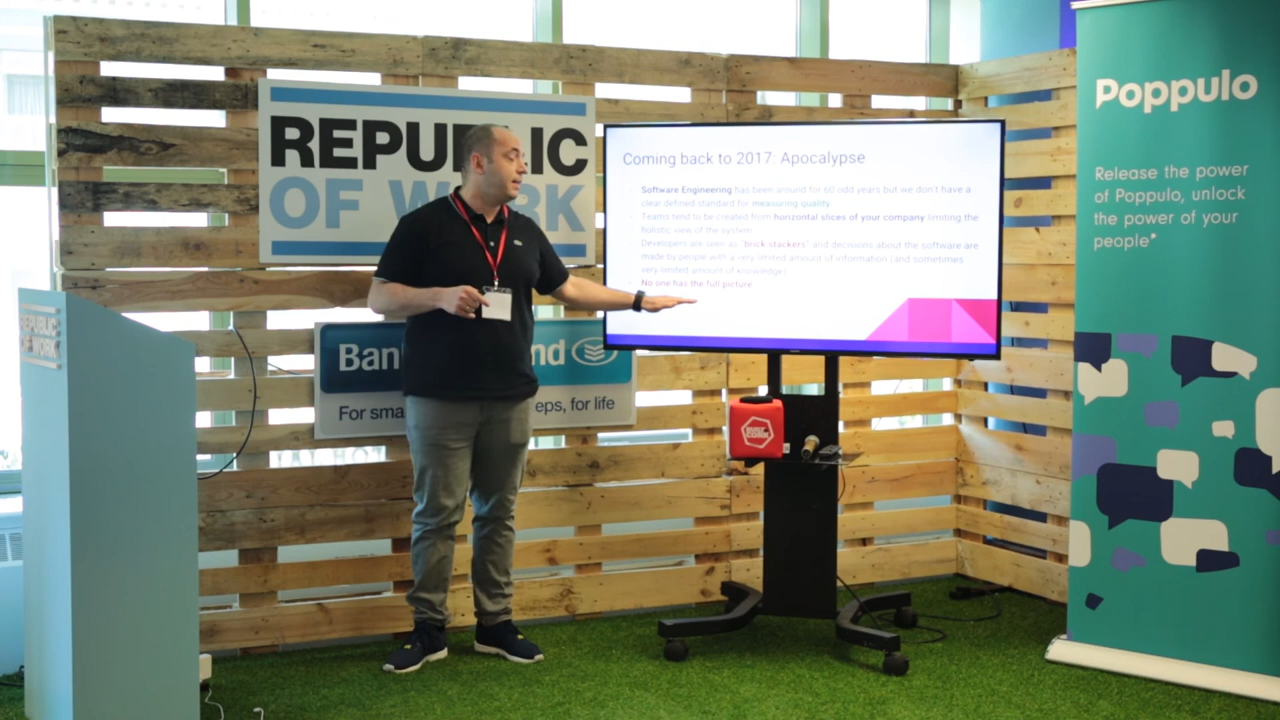 REPUBLIC
OF WORK
Ban nd
For sma eps, for life
REPUBLIC
OF WORK
Coming back to 2017: Apocalypse
Software Engineering has been around for 60 odd years but we don't have a
clear defined standard for measuring quality
Teams tend to be created from horizontal slices of your company limiting the
holistic view of the system
Developers are seen as "brick stackers" and decisions about the software are
made by people with a very limited amount of information (and sometimes
very limited amount of knowledge)
No one has the full picture
CORK
Poppulo
Release the power
of Poppulo, unlock
the power of your
people*